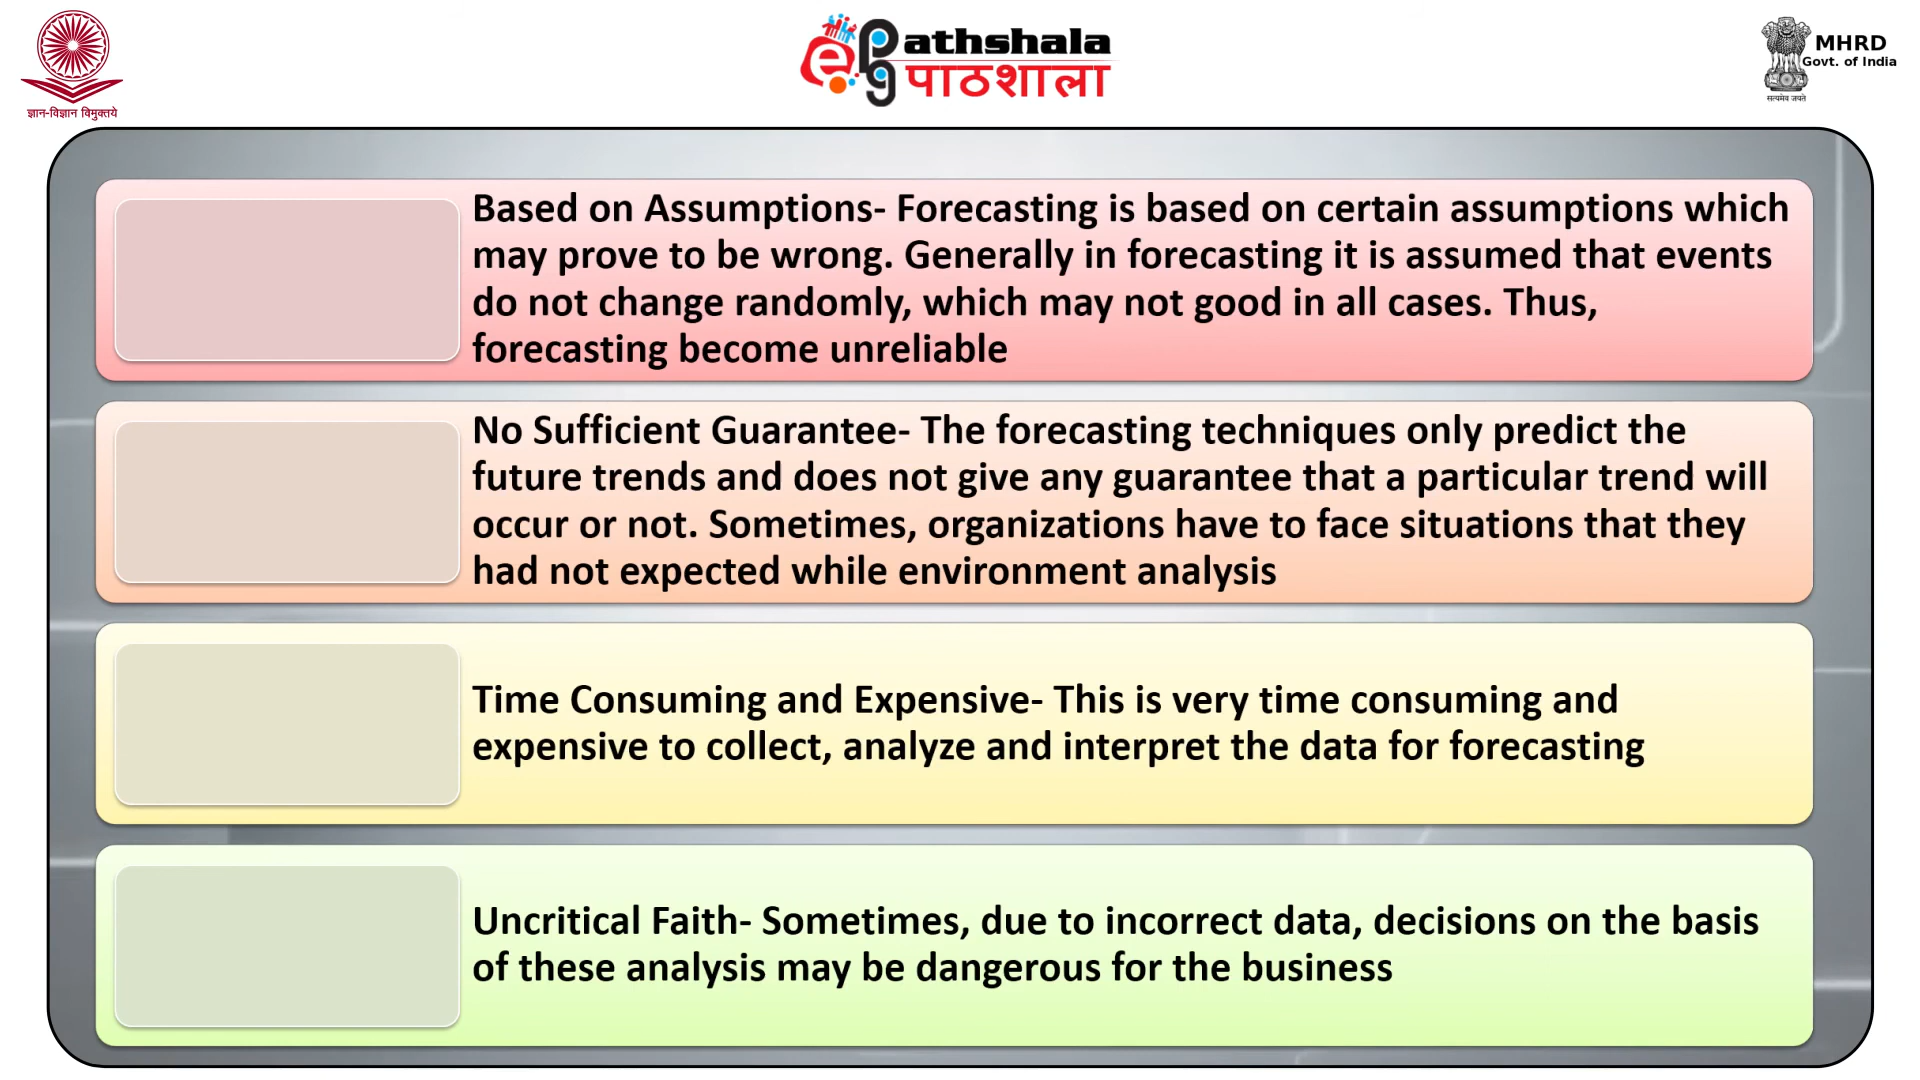 ज्ञान-विज्ञान विमुक्तये
e PG athshala
पाठशाला
MHRD
Govt. of India
सत्यमेव जयते
Based on Assumptions- Forecasting is based on certain assumptions which
may prove to be wrong. Generally in forecasting it is assumed that events
do not change randomly, which may not good in all cases. Thus,
forecasting become unreliable
No Sufficient Guarantee- The forecasting techniques only predict the
future trends and does not give any guarantee that a particular trend will
occur or not. Sometimes, organizations have to face situations that they
had not expected while environment analysis
Time Consuming and Expensive- This is very time consuming and
expensive to collect, analyze and interpret the data for forecasting
Uncritical Faith- Sometimes, due to incorrect data, decisions on the basis
of these analysis may be dangerous for the business